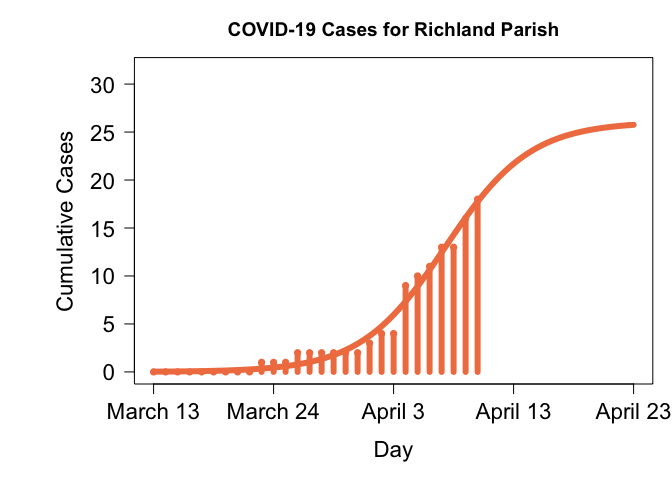 COVID-19 Cases for Richland Parish
30
25
20
15
10
5
0
Cumulative Cases
March 13 March 24 April 3 April 13 April 23
Day